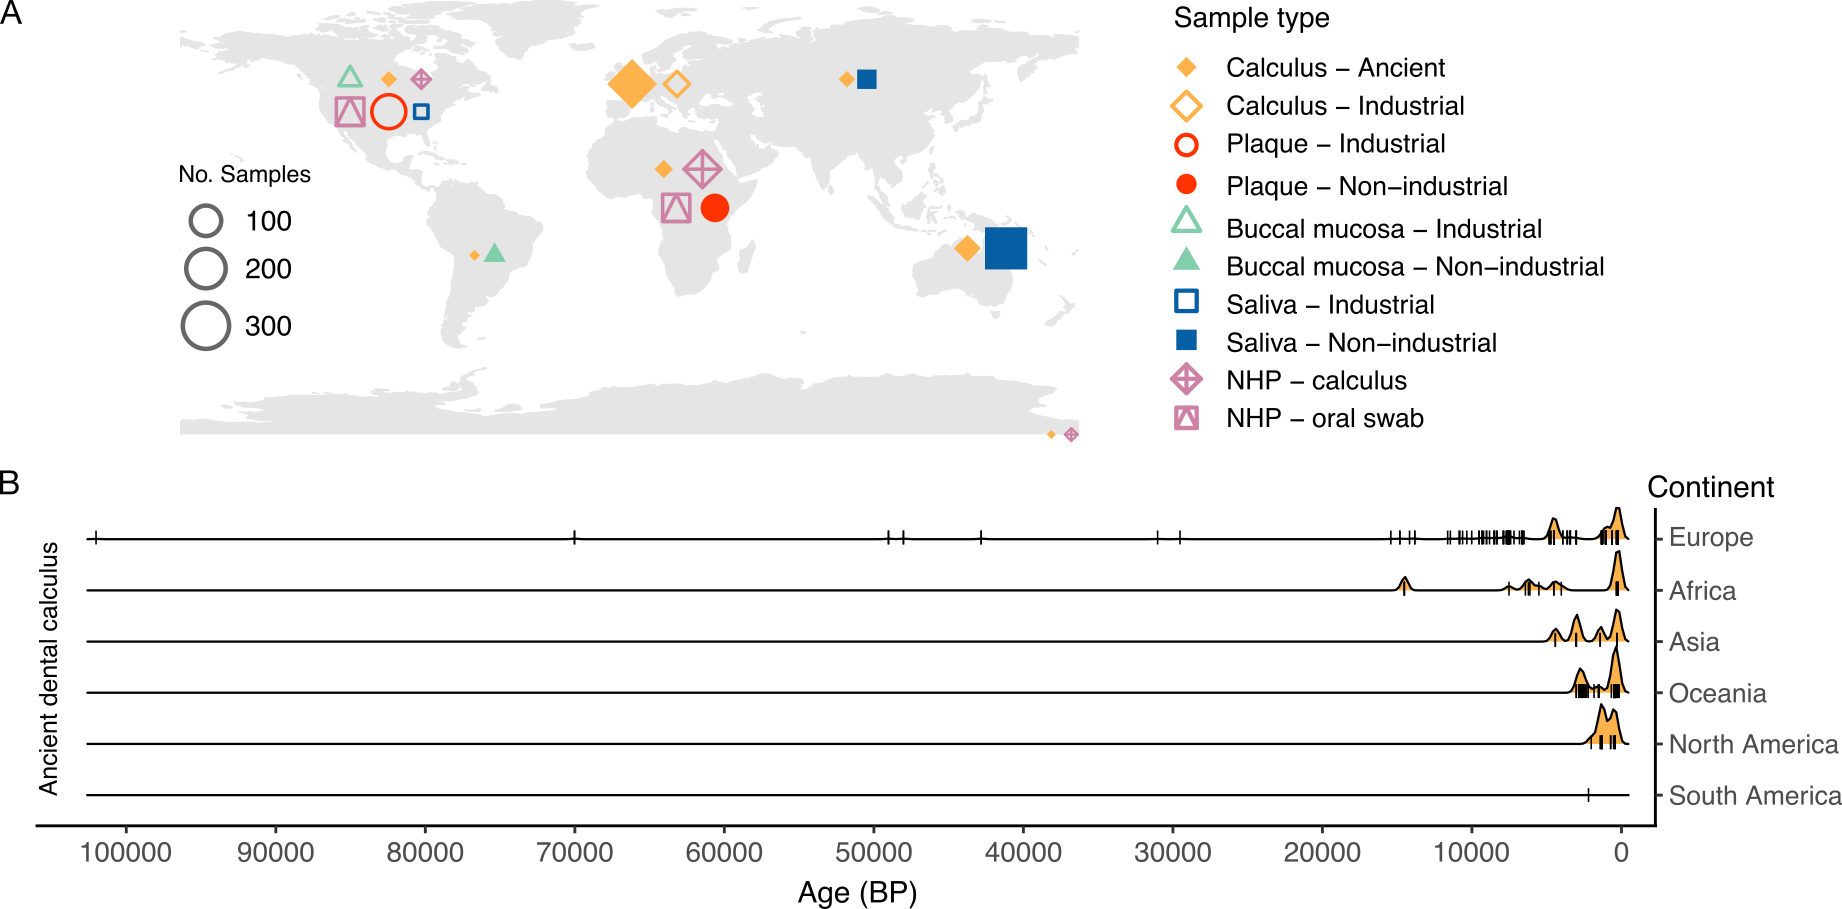 A
Sample type
Calculus – Ancient
Calculus – Industrial
Plaque – Industrial
Plaque – Non–industrial
Buccal mucosa – Industrial
Buccal mucosa – Non–industrial
Saliva – Industrial
Saliva – Non–industrial
NHP – calculus
NHP – oral swab
No. Samples
100
200
300
B
Continent
Ancient dental calculus
Europe
Africa
Asia
Oceania
North America
South America
100000 90000 80000 70000 60000 50000 40000 30000 20000 10000 0
Age (BP)